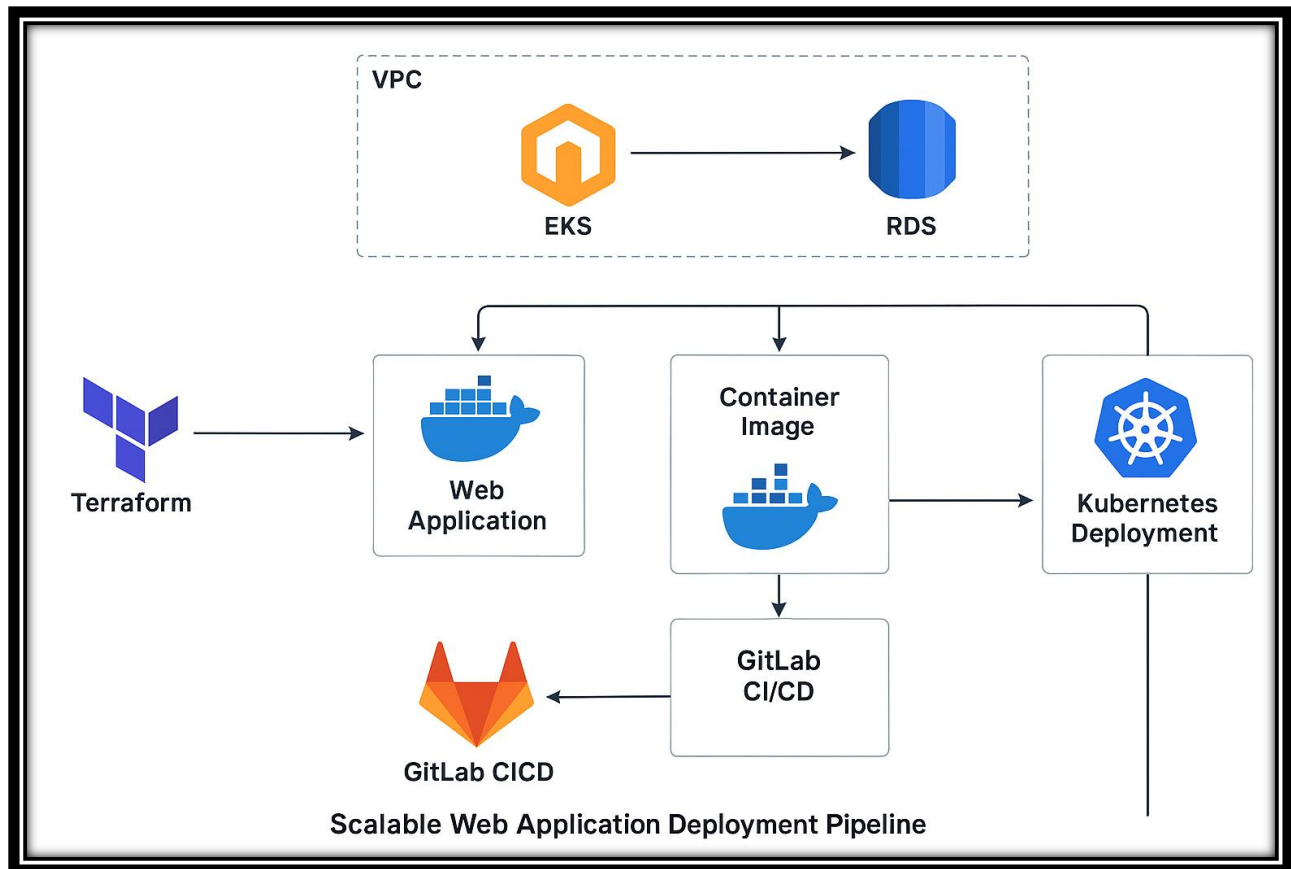 VPC
EKS
RDS
Terraform
Web
Application
Container
Image
Kubernetes
Deployment
GitLab
CI/CD
GitLab CICD
Scalable Web Application Deployment Pipeline